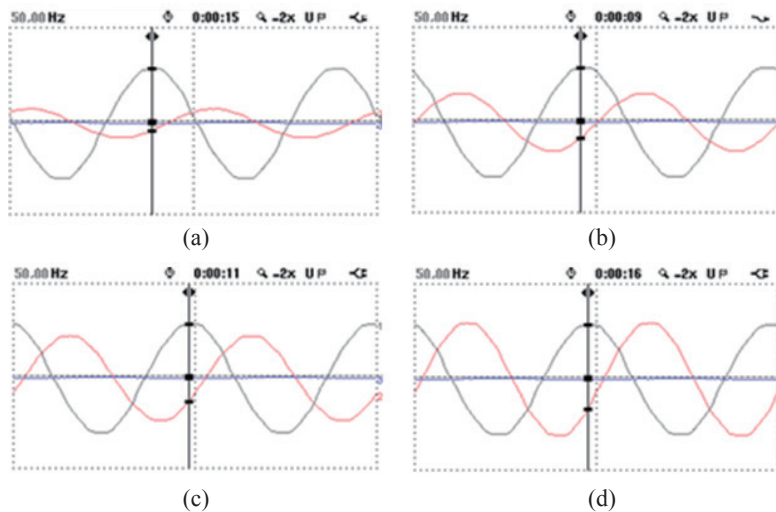 50.00 Hz 0:00:15 -2x U P
50.00 Hz 0:00:09 -2x U P
(a)
(b)
50.00 Hz 0:00:11 -2x U P
50.00 Hz 0:00:16 -2x U P
(c)
(d)